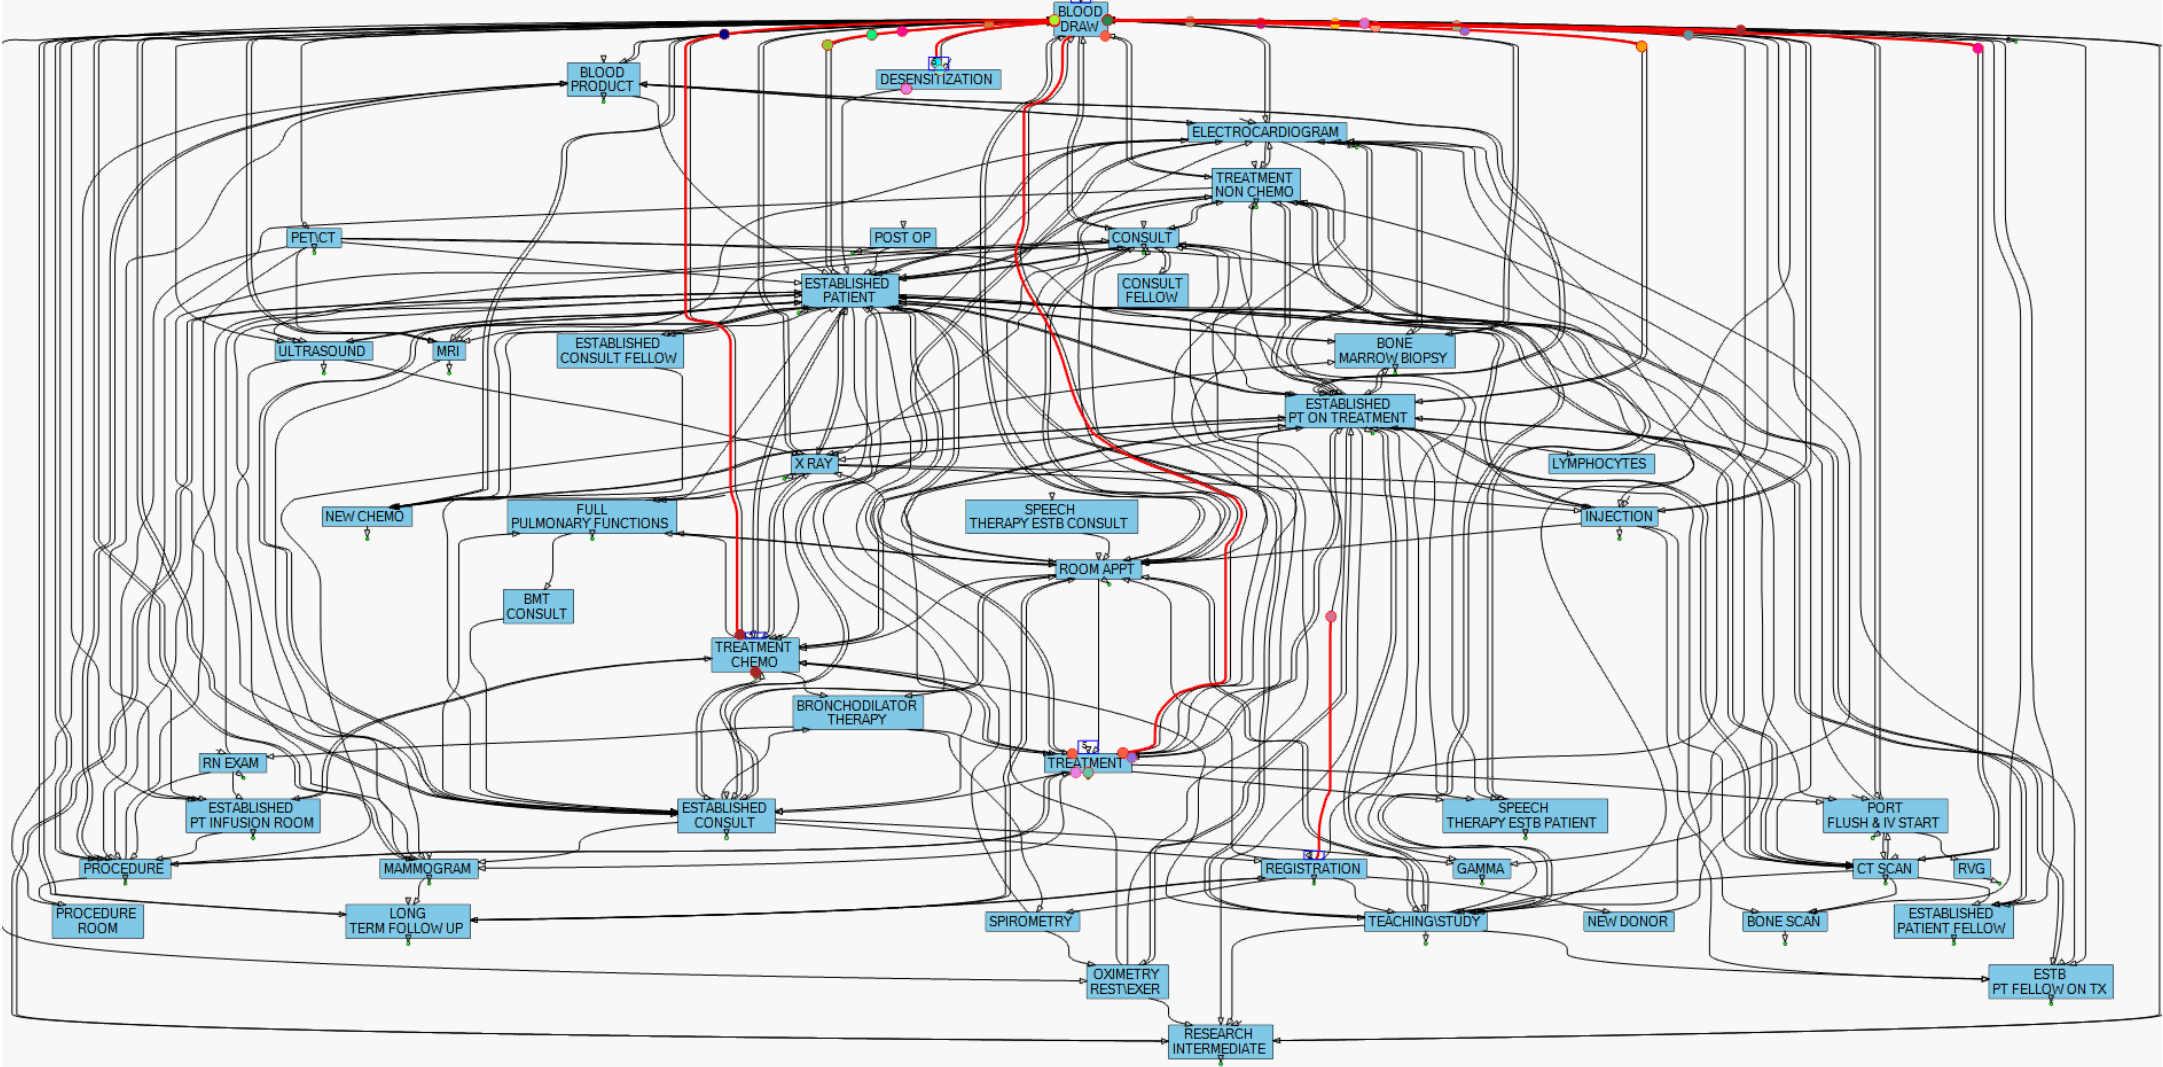 BLOOD
DRAW
BLOOD
PRODUCT
DESENSITIZATION
ELECTROCARDIOGRAM
TREATMENT
NON CHEMO
PET\CT
POST OP
CONSULT
ESTABLISHED
PATIENT
CONSULT
FELLOW
ULTRASOUND
MRI
ESTABLISHED
CONSULT FELLOW
BONE
MARROW BIOPSY
ESTABLISHED
PT ON TREATMENT
X RAY
LYMPHOCYTES
NEW CHEMO
FULL
PULMONARY FUNCTIONS
SPEECH
THERAPY ESTB CONSULT
INJECTION
ROOM APPT
BMT
CONSULT
TREATMENT
CHEMO
BRONCHODILATOR
THERAPY
RN EXAM
TREATMENT
ESTABLISHED
PT INFUSION ROOM
ESTABLISHED
CONSULT
SPEECH
THERAPY ESTB PATIENT
PORT
FLUSH & IV START
PROCEDURE
MAMMOGRAM
REGISTRATION
GAMMA
CT SCAN
RVG
PROCEDURE
ROOM
LONG
TERM FOLLOW UP
SPIROMETRY
TEACHING\STUDY
NEW DONOR
BONE SCAN
ESTABLISHED
PATIENT FELLOW
OXIMETRY
REST\EXER
ESTB
PT FELLOW ON TX
RESEARCH
INTERMEDIATE